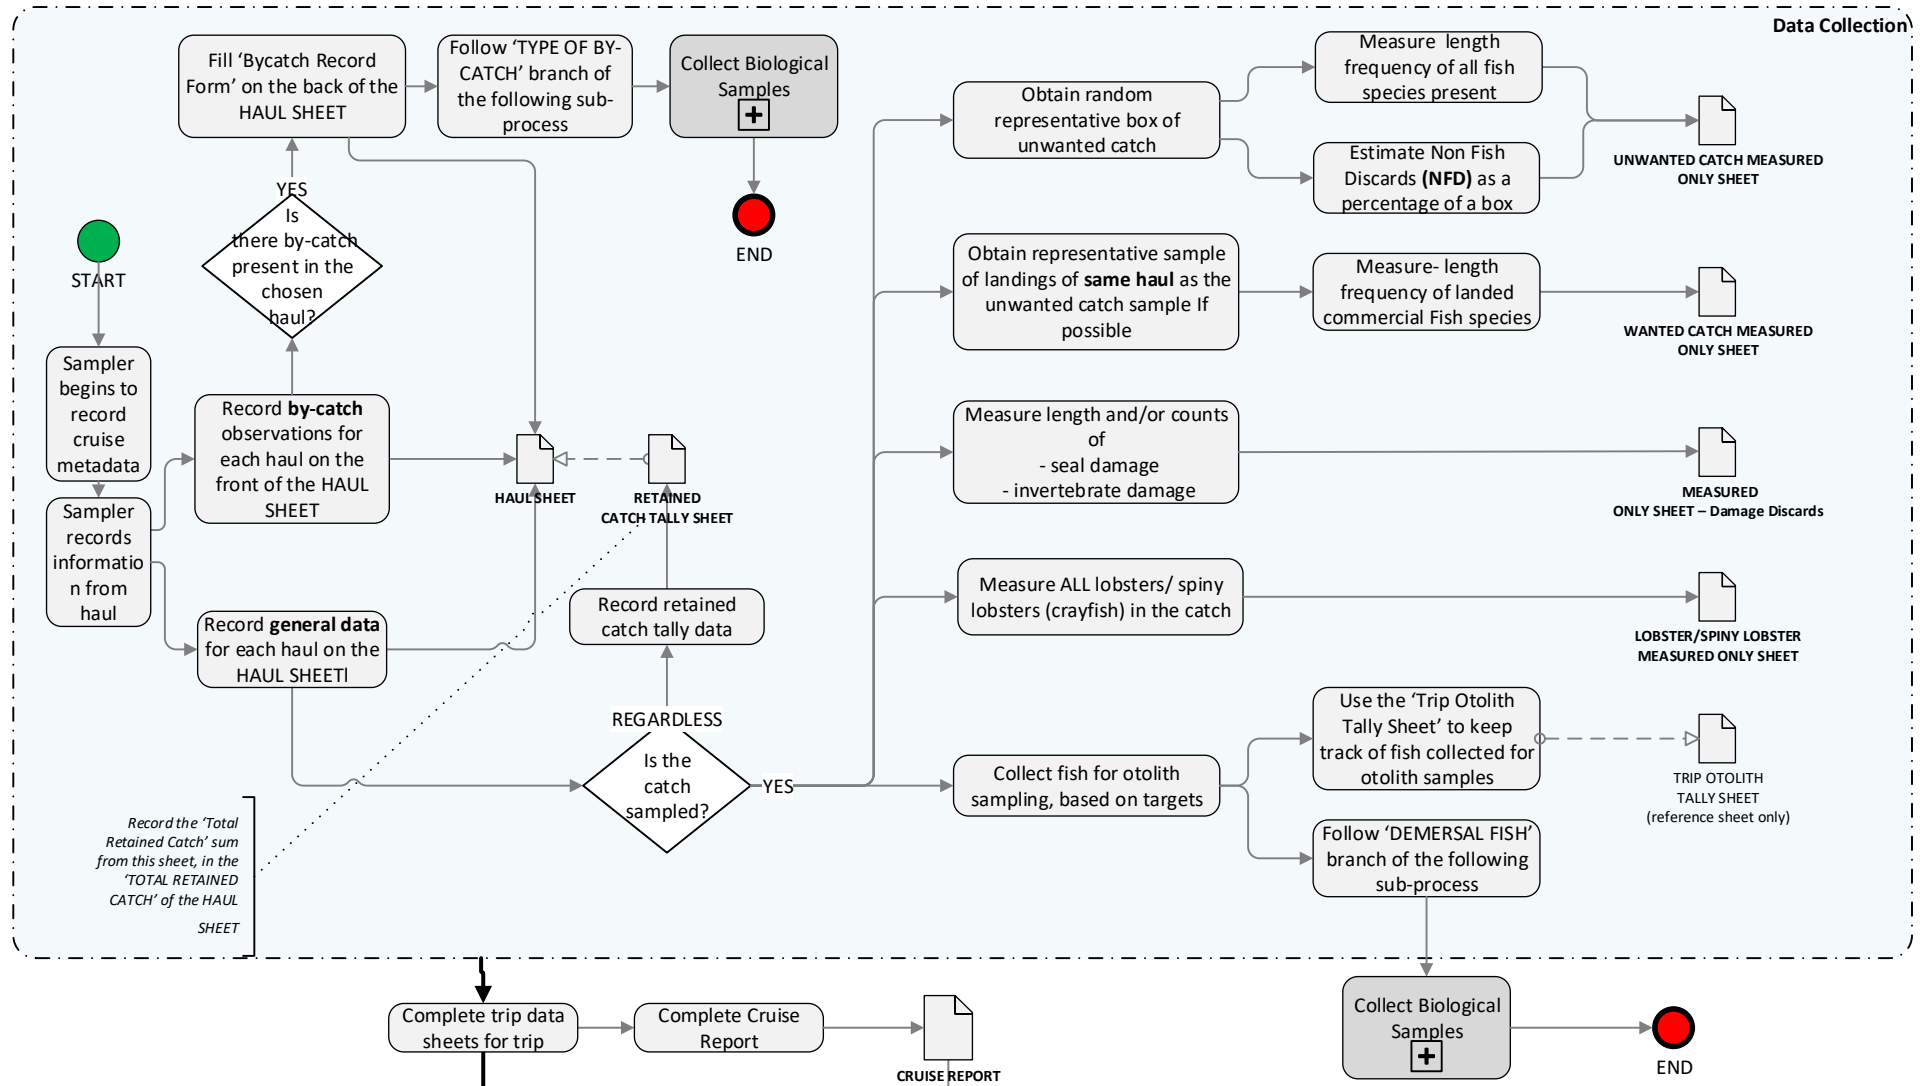 Data Collection
Fill ‘Bycatch Record
Form’ on the back of the
HAUL SHEET
Follow ‘TYPE OF BY-
CATCH’ branch of
the following sub-
process
Collect Biological
Samples
END
YES
Is
there by-catch
present in the
chosen
haul?
START
Sampler
begins to
record
cruise
metadata
Sampler
records
informatio
n from
haul
Record by-catch
observations for
each haul on the
front of the HAUL
SHEET
Record general data
for each haul on the
HAUL SHEETl
HAUL SHEET
RETAINED
CATCH TALLY SHEET
Record retained
catch tally data
REGARDLESS
Is the
catch
sampled?
YES
Record the ‘Total
Retained Catch’ sum
from this sheet, in the
‘TOTAL RETAINED
CATCH’ of the HAUL
SHEET
Obtain random
representative box of
unwanted catch
Measure  length
frequency of all fish
species present
Estimate Non Fish
Discards (NFD) as a
percentage of a box
UNWANTED CATCH MEASURED
ONLY SHEET
Obtain representative sample
of landings of same haul as the
unwanted catch sample If
possible
Measure- length
frequency of landed
commercial Fish species
WANTED CATCH MEASURED
ONLY SHEET
Measure length and/or counts
of
- seal damage
- invertebrate damage
MEASURED
ONLY SHEET – Damage Discards
Measure ALL lobsters/ spiny
lobsters (crayfish) in the catch
LOBSTER/SPINY LOBSTER
MEASURED ONLY SHEET
Collect fish for otolith
sampling, based on targets
Use the ‘Trip Otolith
Tally Sheet’ to keep
track of fish collected for
otolith samples
TRIP OTOLITH
TALLY SHEET
(reference sheet only)
Follow ‘DEMERSAL FISH’
branch of the following
sub-process
Collect Biological
Samples
END
Complete trip data
sheets for trip
Complete Cruise
Report
CRUISE REPORT